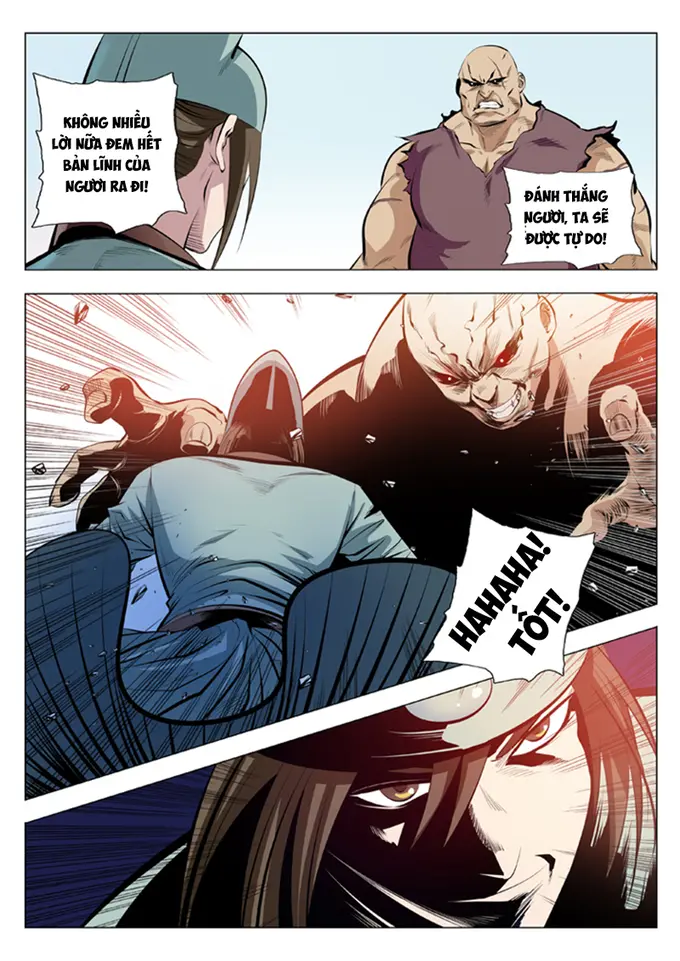 KHÔNG NHIỀU
LỜI NỮA ĐEM HẾT
BẢN LĨNH CỦA
NGƯƠI RA ĐI!
ĐÁNH THẮNG
NGƯƠI, TA SẼ
ĐƯỢC TỰ DO!
HAHAHA!
TỐT!